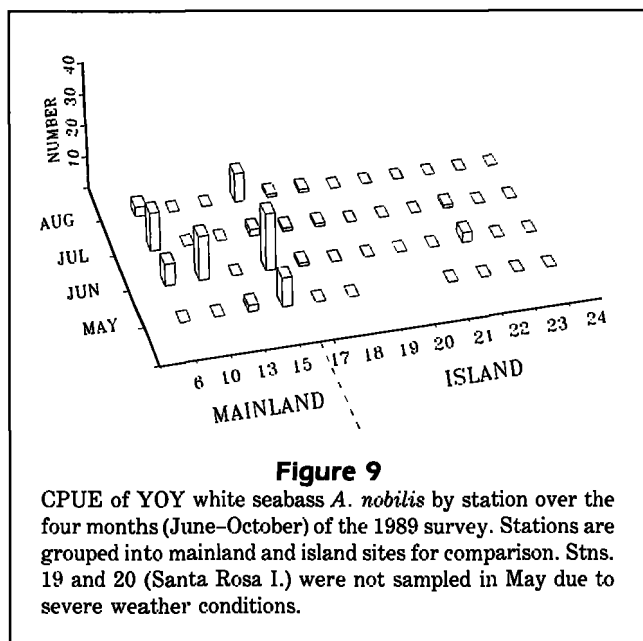 40
30
20
10
NUMBER
AUG
JUL
JUN
MAY
6 10 13 15 17 18 19 20 21 22 23 24
MAINLAND
ISLAND
Figure 9
CPUE of YOY white seabass A. nobilis by station over the
four months (June–October) of the 1989 survey. Stations are
grouped into mainland and island sites for comparison. Stns.
19 and 20 (Santa Rosa I.) were not sampled in May due to
severe weather conditions.